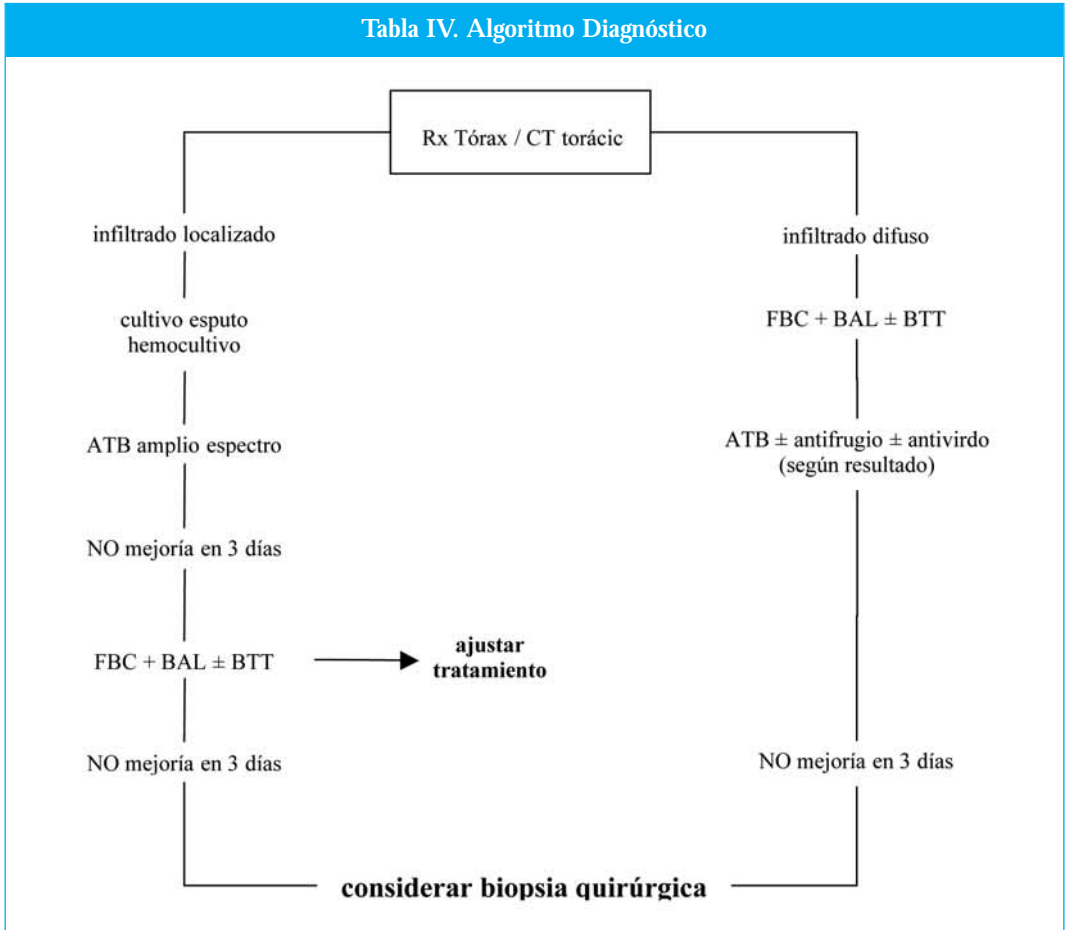 Tabla IV. Algoritmo Diagnóstico
Rx Tórax / CT torácic
infiltrado localizado
cultivo esputo
hemocultivo
ATB amplio espectro
NO mejoría en 3 días
FBC + BAL ± BTT
ajustar
tratamiento
NO mejoría en 3 días
infiltrado difuso
FBC + BAL ± BTT
ATB ± antifrugio ± antivirdo
(según resultado)
NO mejoría en 3 días
considerar biopsia quirúrgica